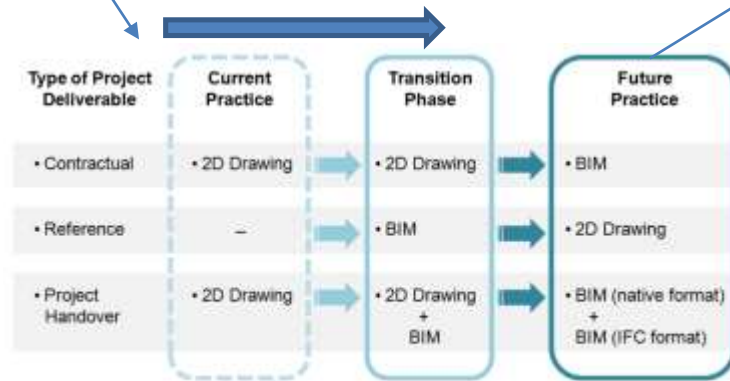 Type of Project Deliverable
Current Practice
Transition Phase
Future Practice
• Contractual
• 2D Drawing
• 2D Drawing
• BIM
• Reference
–
• BIM
• 2D Drawing
• Project Handover
• 2D Drawing
• 2D Drawing
+
BIM
• BIM (native format)
+
BIM (IFC format)